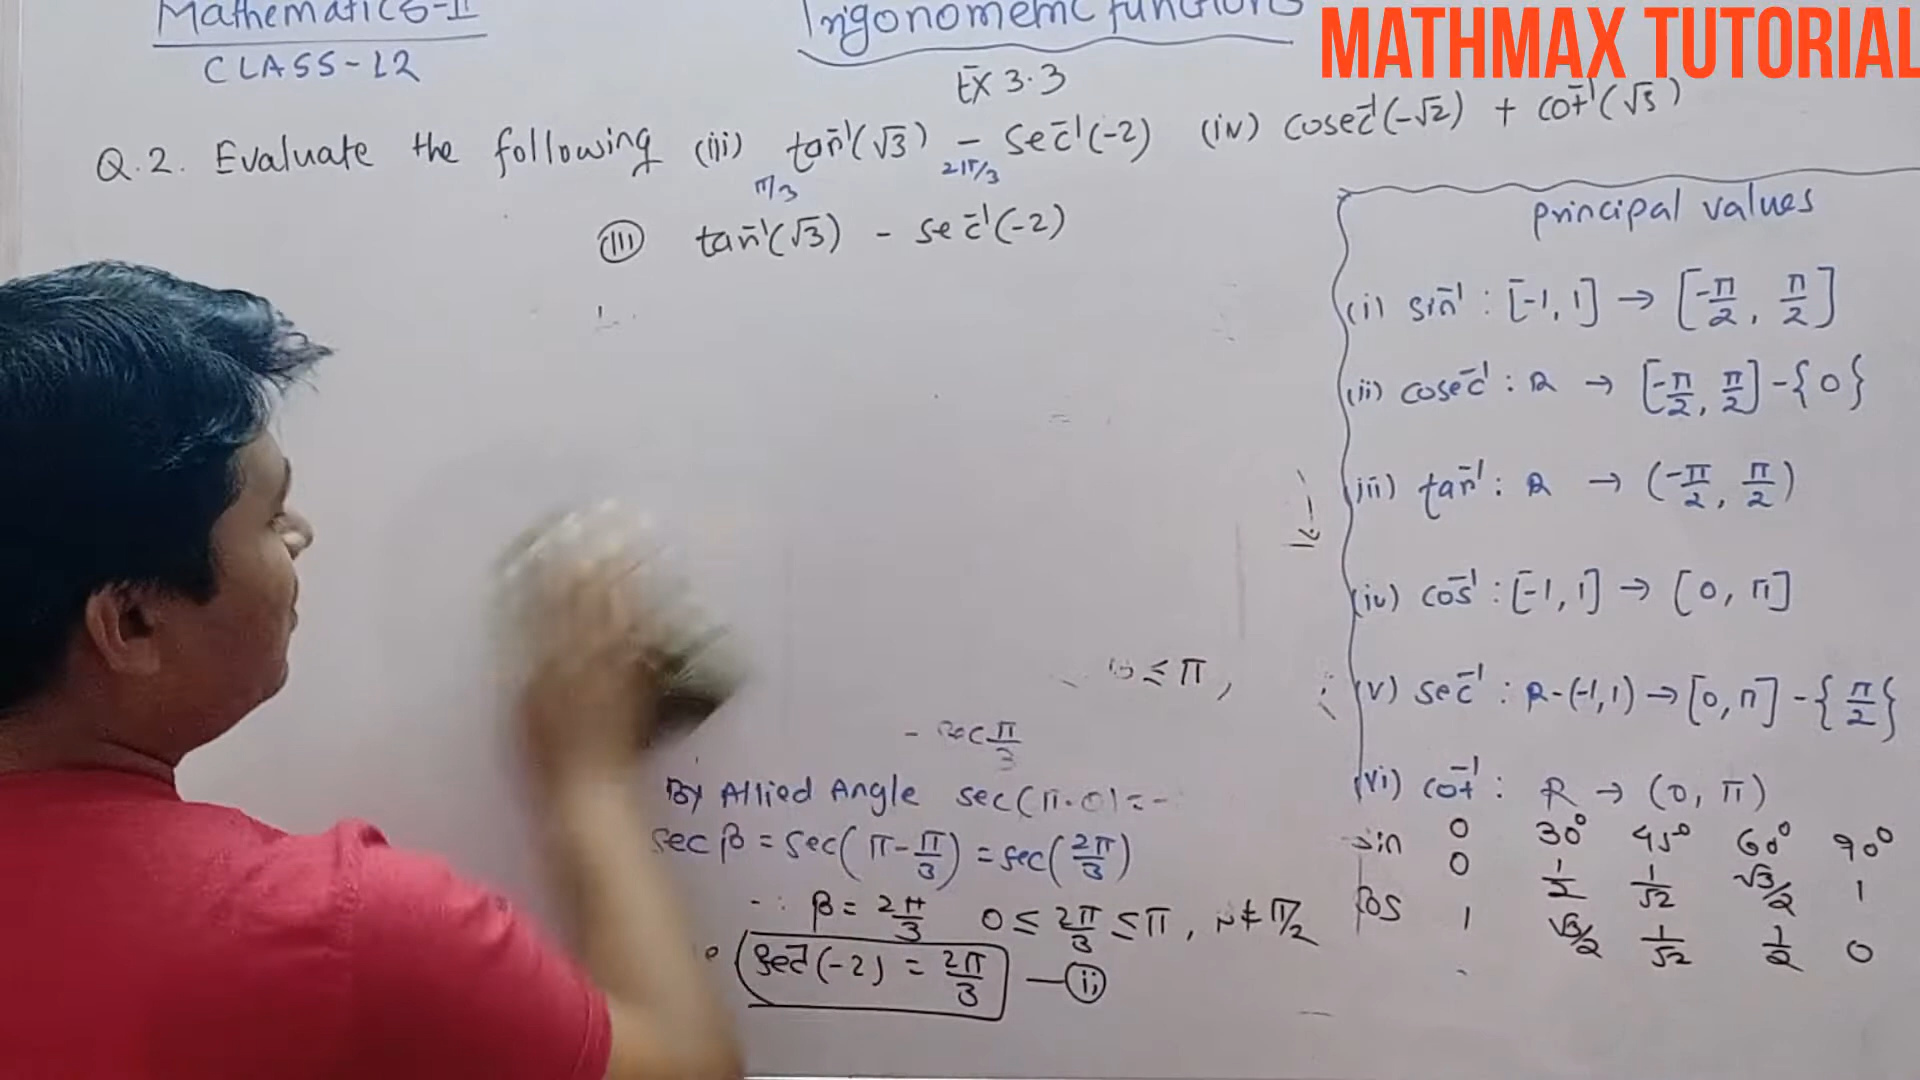 Mathematics-II
CLASS-12
Trigonometric functions
MATHMAX TUTORIAL
Ex 3.3
Q.2. Evaluate the following (iii) tan⁻¹(√3) - sec⁻¹(-2) (iv) cosec⁻¹(-√2) + cot⁻¹(√3)
π/3 2π/3
(iii) tan⁻¹(√3) - sec⁻¹(-2)
principal values
(i) sin⁻¹ : [-1, 1] → [-π/2, π/2]
(ii) cosec⁻¹ : R → [-π/2, π/2] - {0}
(iii) tan⁻¹ : R → (-π/2, π/2)
(iv) cos⁻¹ : [-1, 1] → [0, π]
≤ π,
(v) sec⁻¹ : R-(-1,1) → [0, π] - {π/2}
- sec π/3
(vi) cot⁻¹ : R → (0, π)
By Allied Angle sec(π-θ) = -
sec β = sec(π - π/3) = sec(2π/3)
β = 2π/3 0 ≤ 2π/3 ≤ π, ≠ π/2
sec⁻¹(-2) = 2π/3 — (ii)
0 30° 45° 60° 90°
sin 0 1/2 1/√2 √3/2 1
cos 1 √3/2 1/√2 1/2 0